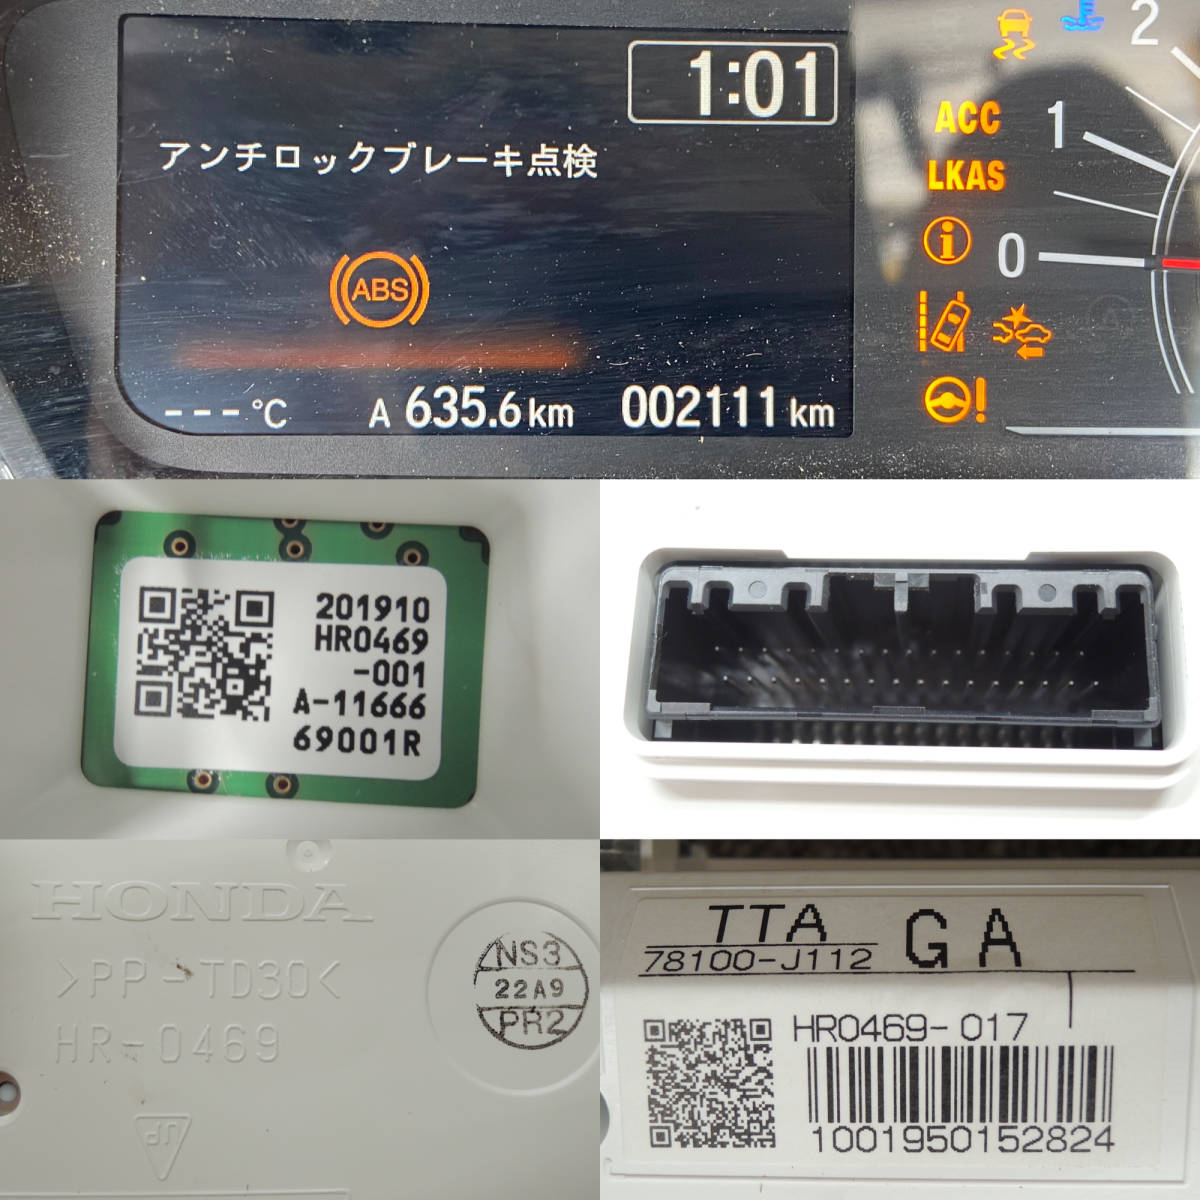 1:01
アンチロックブレーキ点検
ABS
---℃
A 635.6 km
002111 km
2
ACC
1
LKAS
i
0
!
201910
HR0469
-001
A-11666
69001R
HONDA
>PP-TD30<
HR-0469
UP
NS3
22A9
PR2
TTA
78100-J112
GA
HR0469-017
1001950152824